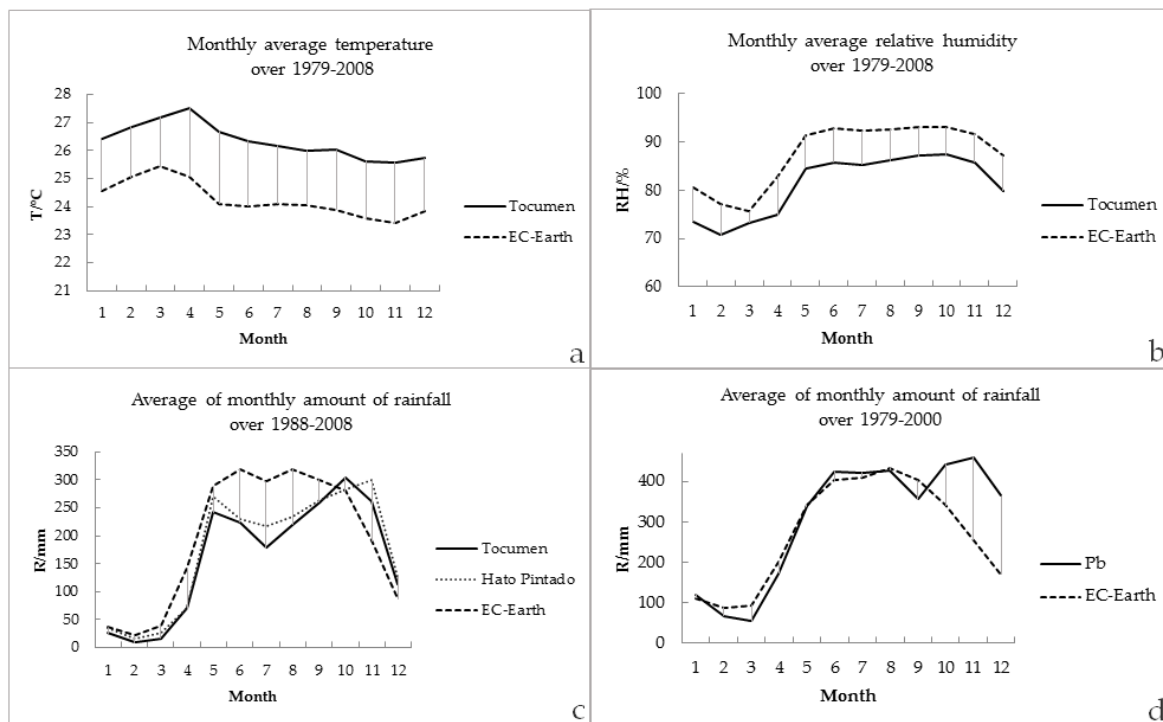 Monthly average temperature
over 1979-2008
28
27
26
25
24
23
22
21
T/°C
1 2 3 4 5 6 7 8 9 10 11 12
Month
Tocumen
EC-Earth
a
Monthly average relative humidity
over 1979-2008
100
90
80
70
60
RH/%
1 2 3 4 5 6 7 8 9 10 11 12
Month
Tocumen
EC-Earth
b
Average of monthly amount of rainfall
over 1988-2008
350
300
250
200
150
100
50
0
R/mm
1 2 3 4 5 6 7 8 9 10 11 12
Month
Tocumen
Hato Pintado
EC-Earth
c
Average of monthly amount of rainfall
over 1979-2000
400
300
200
100
0
R/mm
1 2 3 4 5 6 7 8 9 10 11 12
Month
Pb
EC-Earth
d